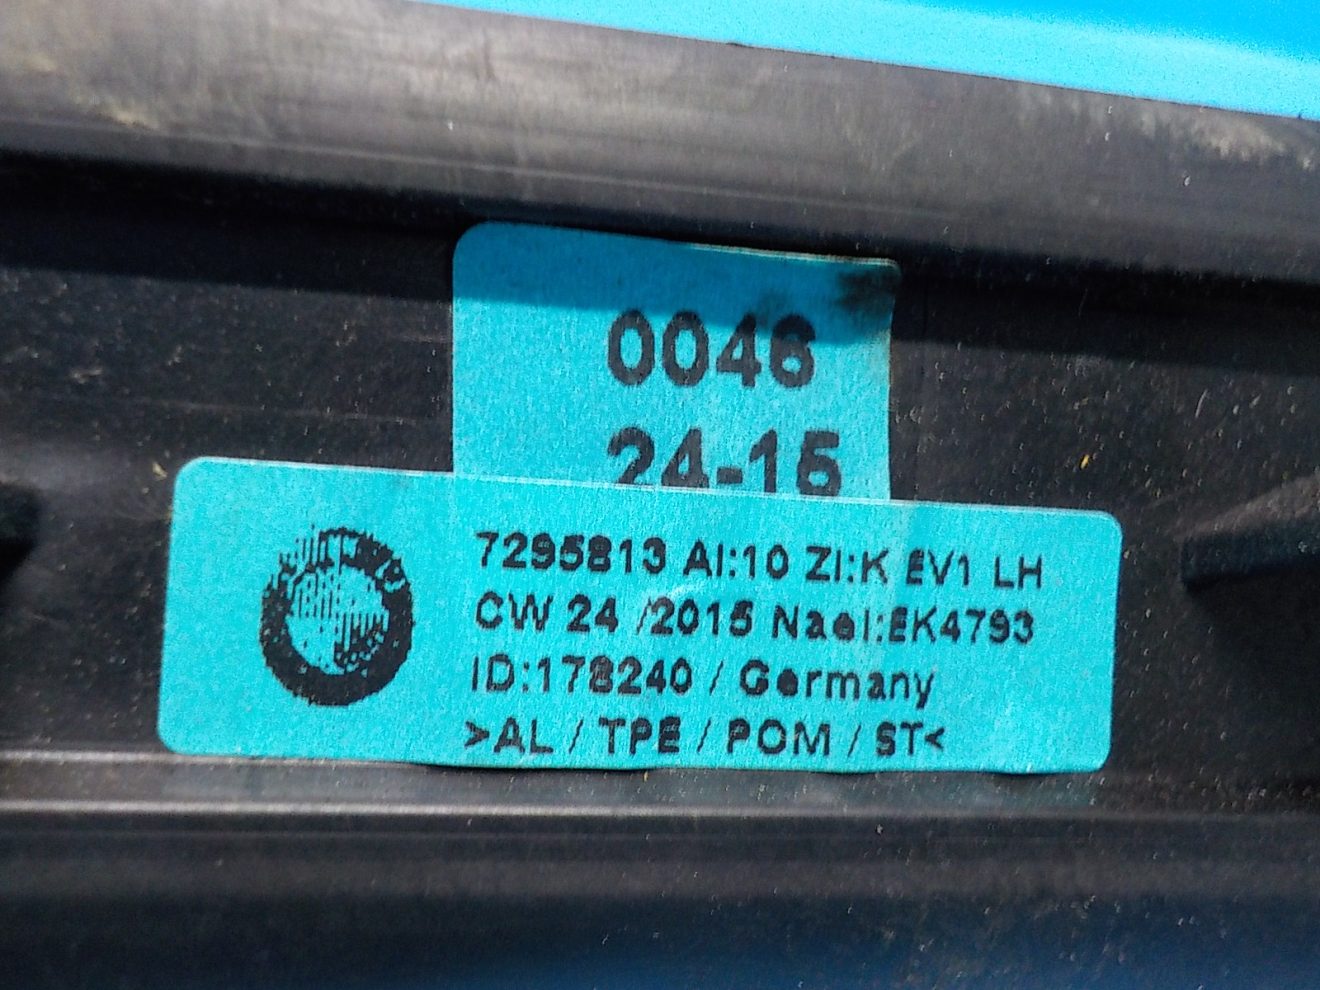 0046
24-15
7295813 AI:10 ZI:K EV1 LH
CW 24 /2015 Nael:EK4793
ID:178240 / Germany
>AL / TPE / POM / ST<